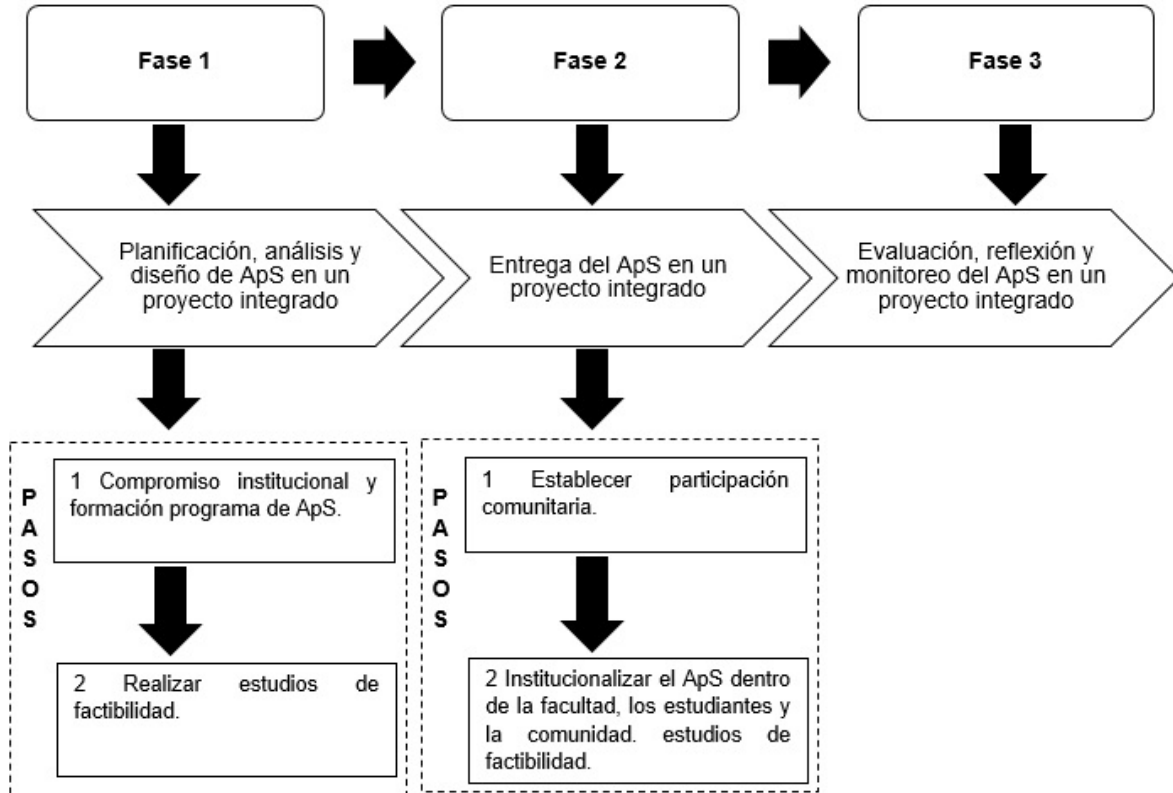 Fase 1
Fase 2
Fase 3
Planificación, análisis y
diseño de ApS en un
proyecto integrado
Entrega del ApS en un
proyecto integrado
Evaluación, reflexión y
monitoreo del ApS en un
proyecto integrado
PASOS
1 Compromiso institucional y
formación programa de ApS.
2 Realizar estudios de
factibilidad.
PASOS
1 Establecer participación
comunitaria.
2 Institucionalizar el ApS dentro
de la facultad, los estudiantes y
la comunidad. estudios de
factibilidad.